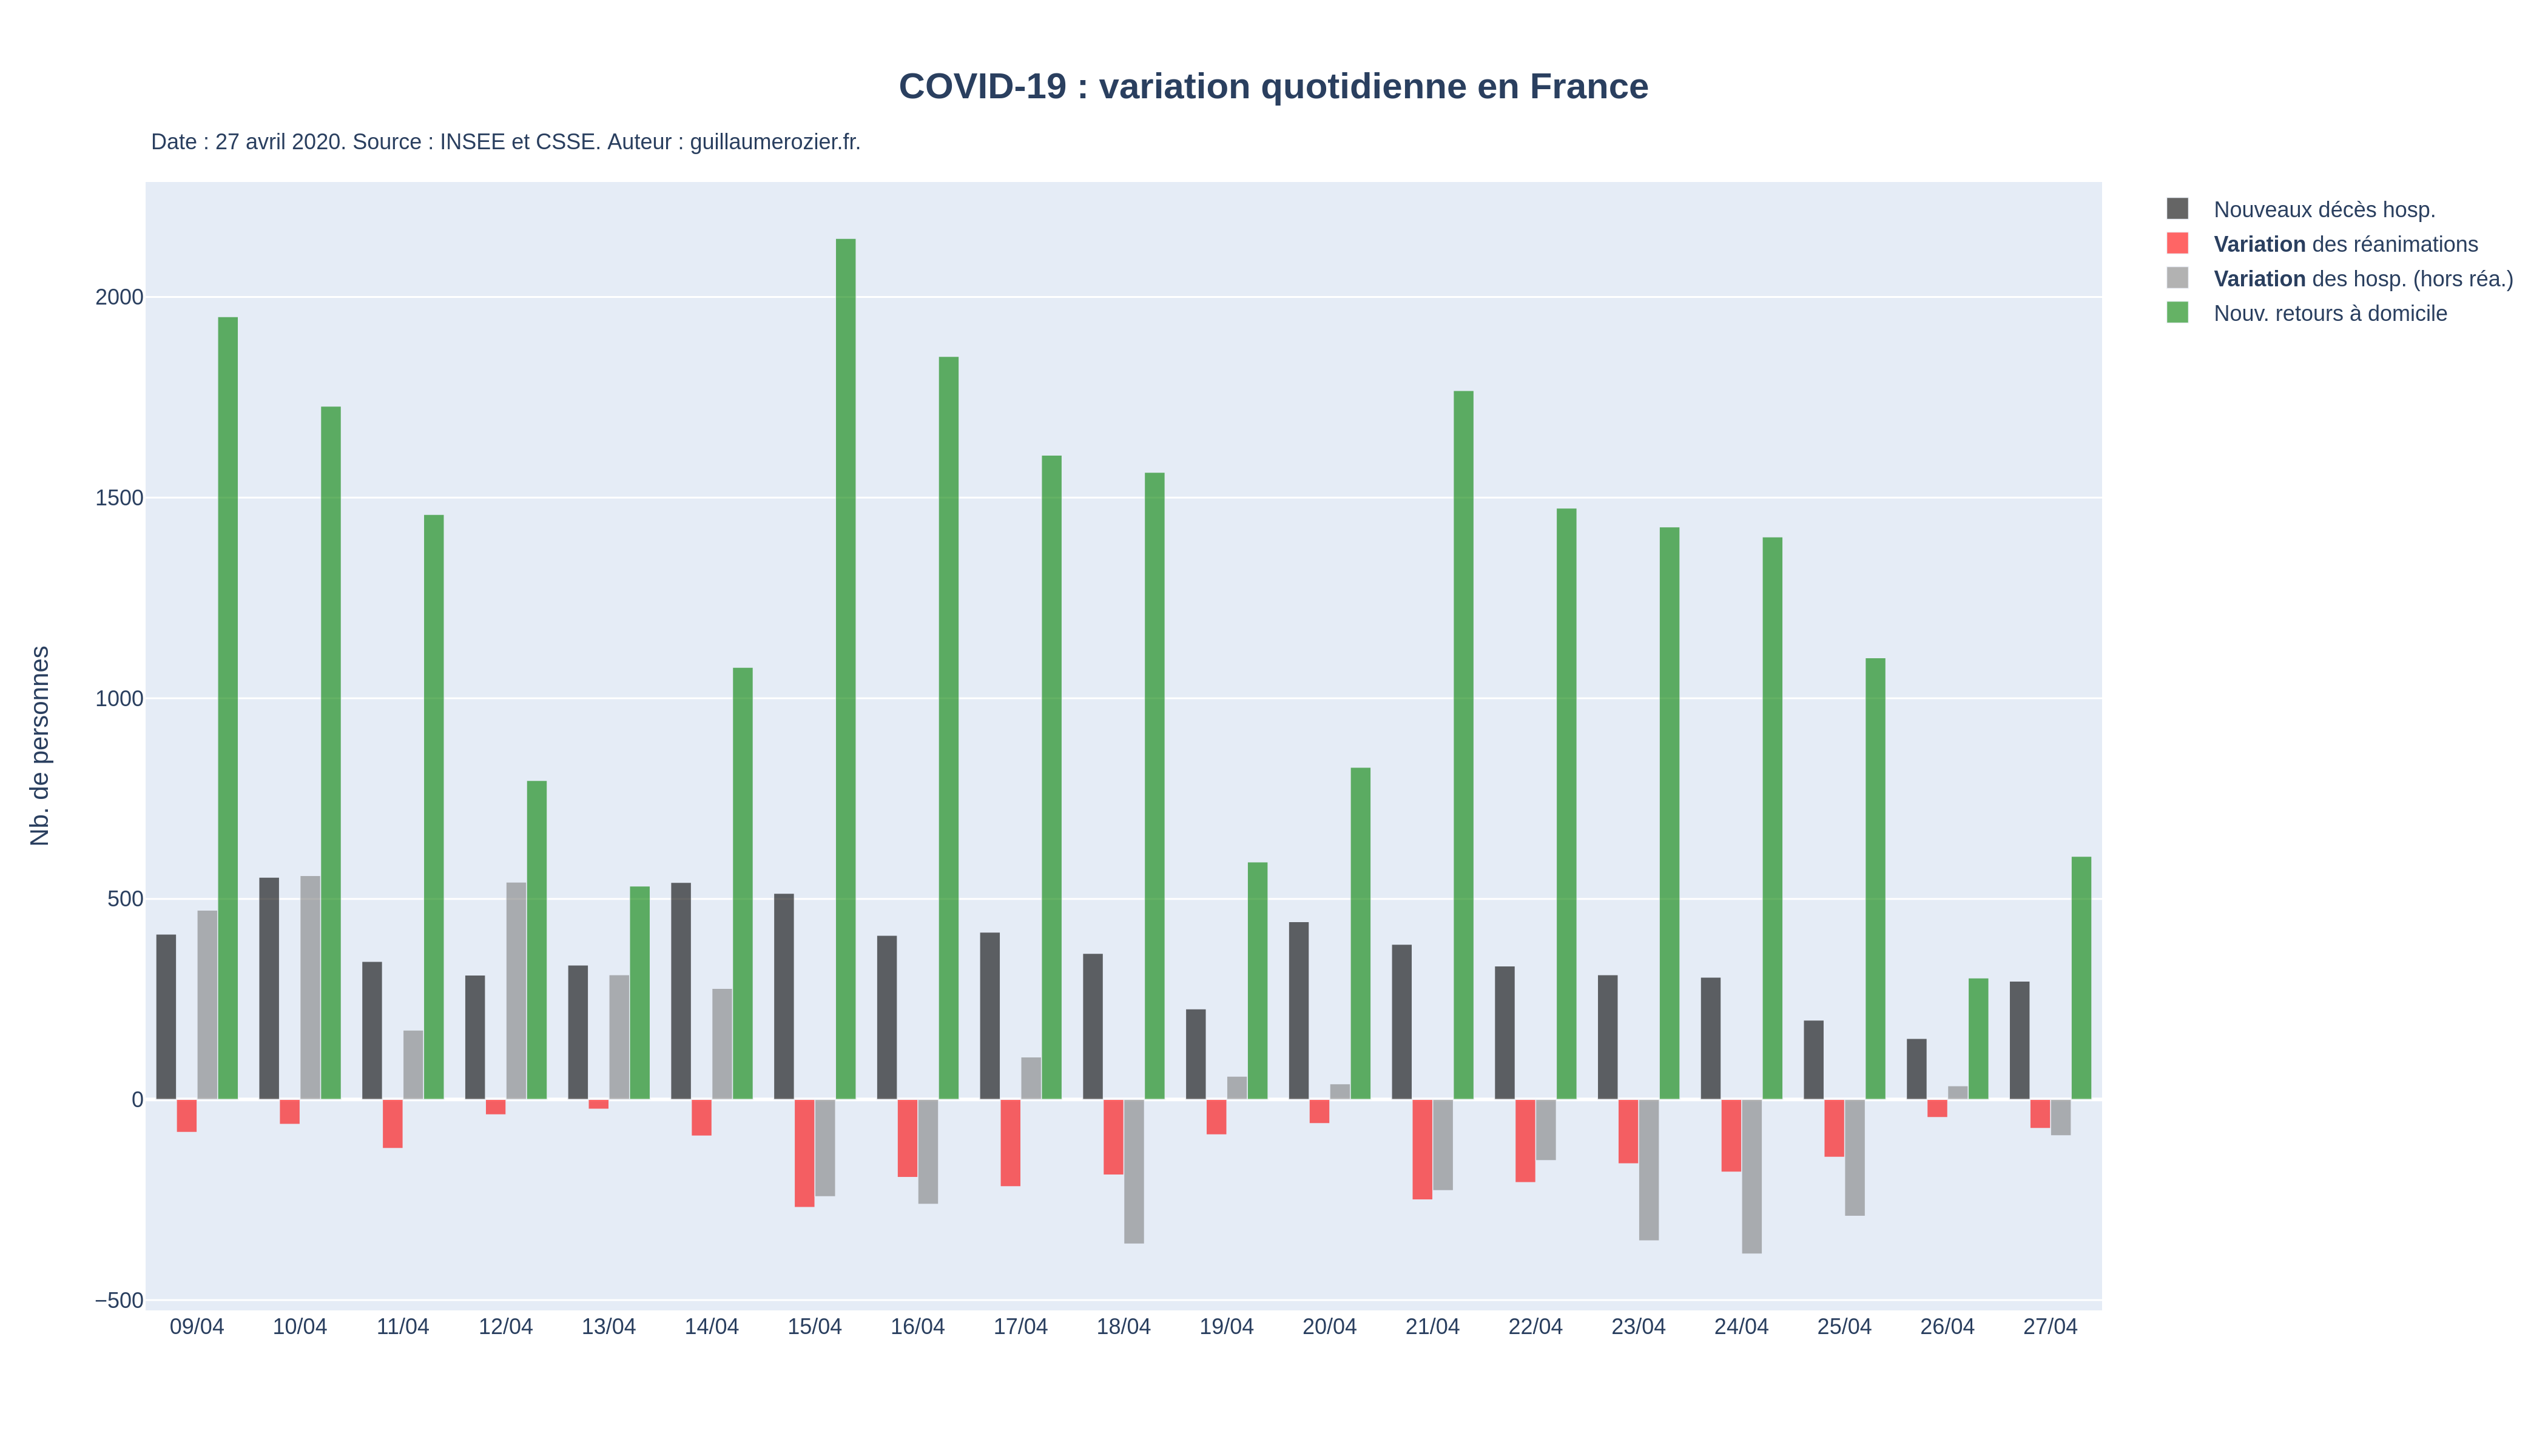 COVID-19 : variation quotidienne en France
Date : 27 avril 2020. Source : INSEE et CSSE. Auteur : guillaumerozier.fr.
Nouveaux décès hosp.
Variation des réanimations
Variation des hosp. (hors réa.)
Nouv. retours à domicile
Nb. de personnes
2000
1500
1000
500
0
−500
09/04 10/04 11/04 12/04 13/04 14/04 15/04 16/04 17/04 18/04 19/04 20/04 21/04 22/04 23/04 24/04 25/04 26/04 27/04